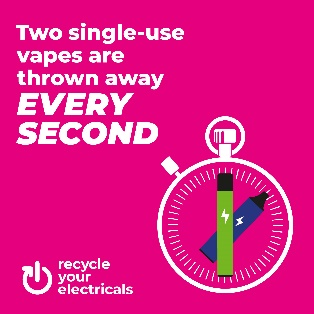 Two single-use
vapes are
thrown away
EVERY
SECOND
recycle
your
electricals